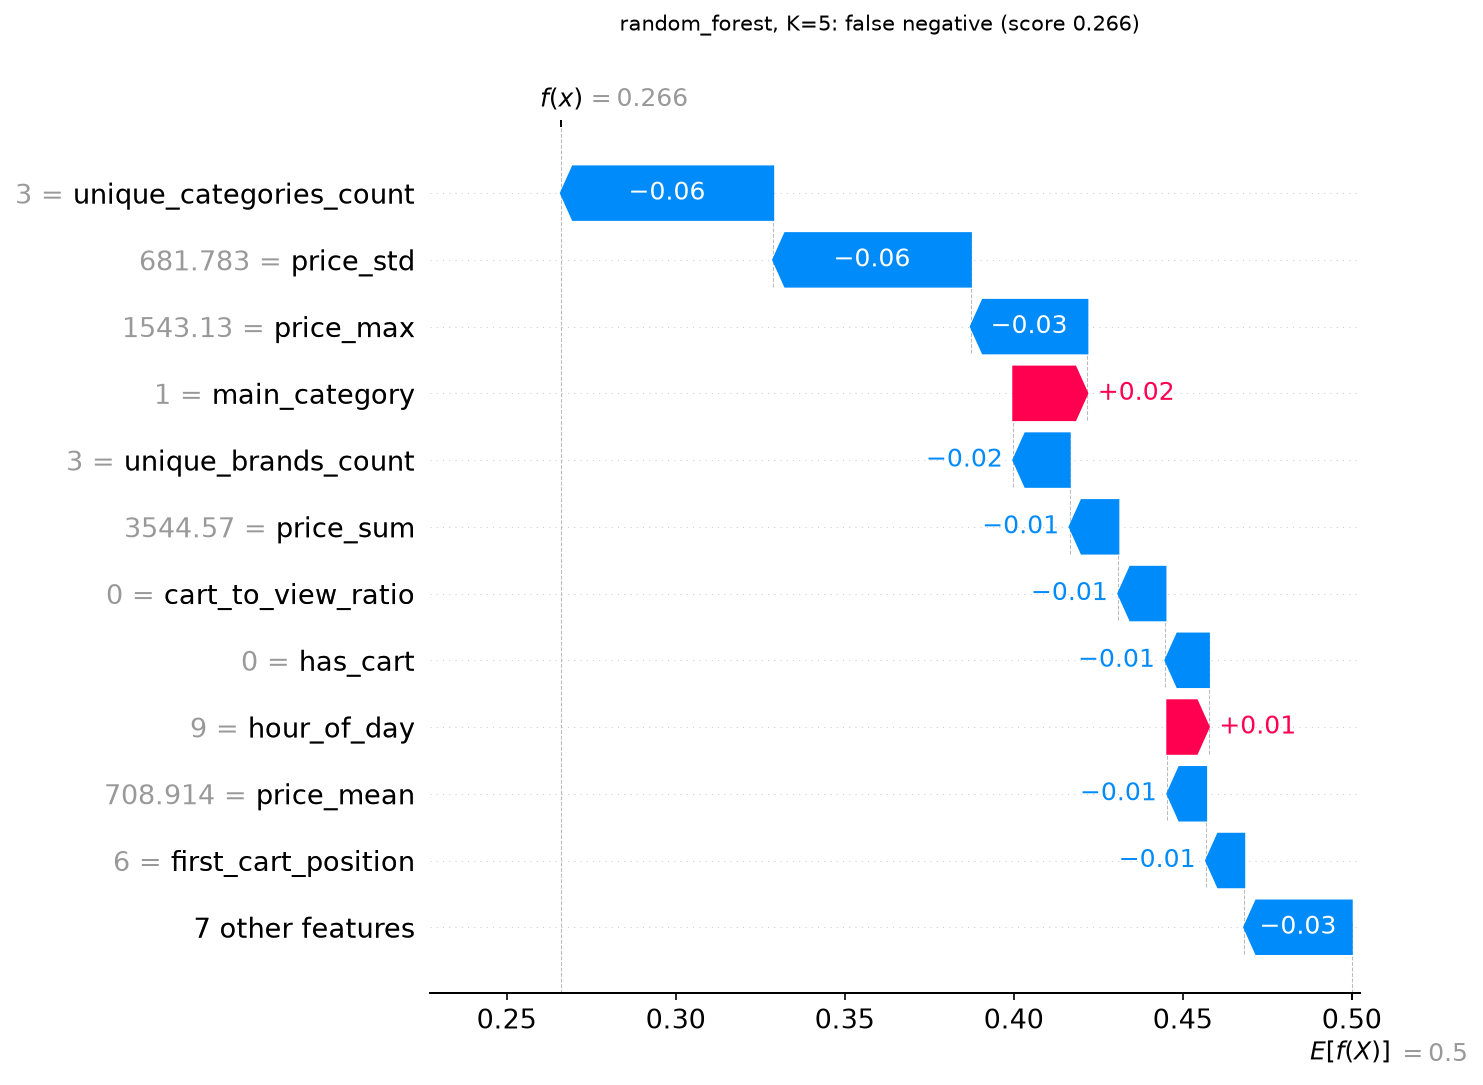 random_forest, K=5: false negative (score 0.266)
f(x) = 0.266
3 = unique_categories_count −0.06
681.783 = price_std −0.06
1543.13 = price_max −0.03
1 = main_category +0.02
3 = unique_brands_count −0.02
3544.57 = price_sum −0.01
0 = cart_to_view_ratio −0.01
0 = has_cart −0.01
9 = hour_of_day +0.01
708.914 = price_mean −0.01
6 = first_cart_position −0.01
7 other features −0.03
0.25 0.30 0.35 0.40 0.45 0.50
E[f(X)] = 0.5